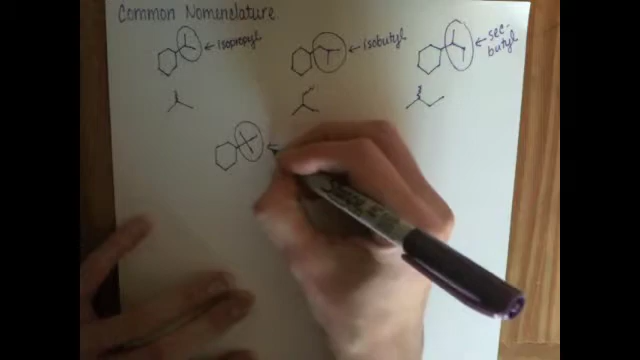 Common Nomenclature
isopropyl
isobutyl
sec-
butyl